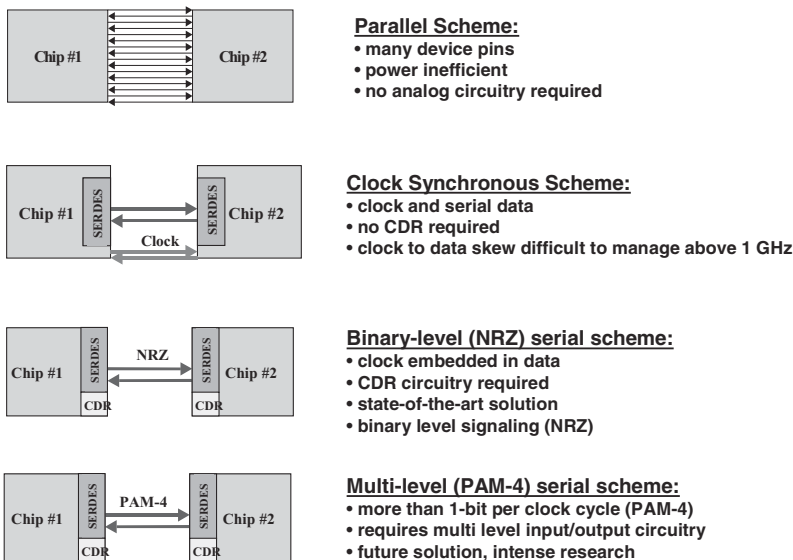 Chip #1
Chip #2
Parallel Scheme:
• many device pins
• power inefficient
• no analog circuitry required
Chip #1
SERDES
Clock
SERDES
Chip #2
Clock Synchronous Scheme:
• clock and serial data
• no CDR required
• clock to data skew difficult to manage above 1 GHz
Chip #1
SERDES
CDR
NRZ
SERDES
CDR
Chip #2
Binary-level (NRZ) serial scheme:
• clock embedded in data
• CDR circuitry required
• state-of-the-art solution
• binary level signaling (NRZ)
Chip #1
SERDES
CDR
PAM-4
SERDES
CDR
Chip #2
Multi-level (PAM-4) serial scheme:
• more than 1-bit per clock cycle (PAM-4)
• requires multi level input/output circuitry
• future solution, intense research